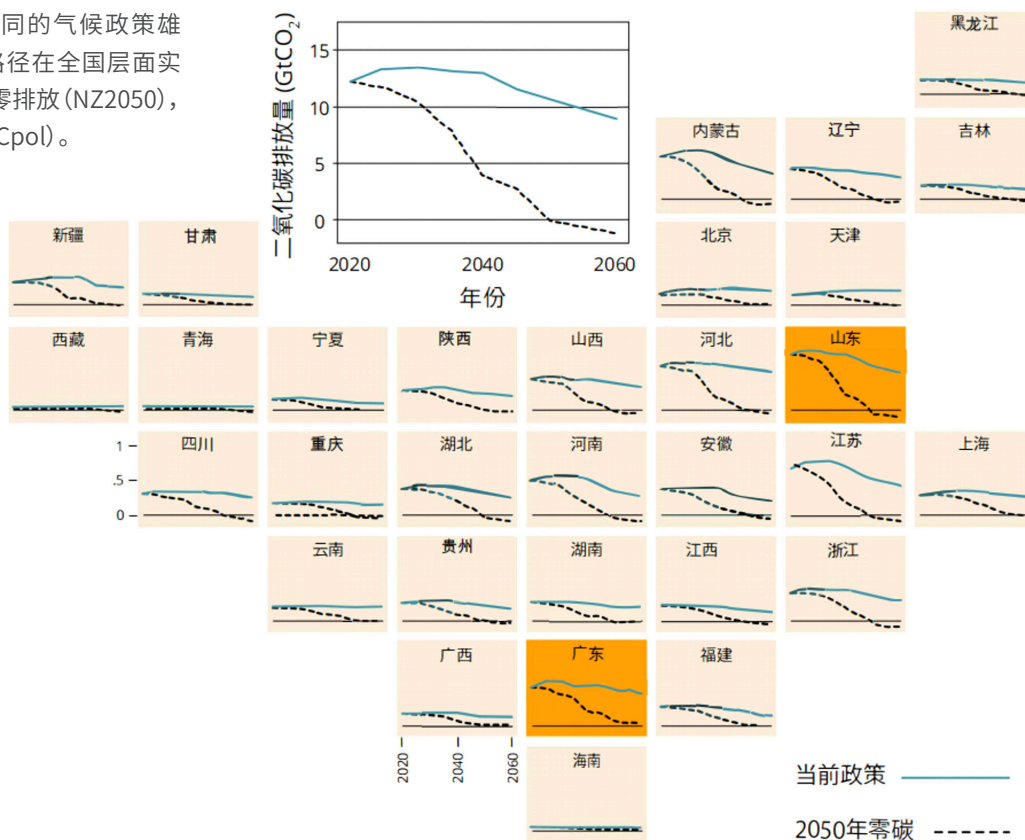 同的气候政策雄
路径在全国层面实
零排放（NZ2050），
Cpol）。
二氧化碳排放量 (GtCO₂)
15
10
5
0
2020 2040 2060
年份
黑龙江
内蒙古 辽宁 吉林
新疆 甘肃 北京 天津
西藏 青海 宁夏 陕西 山西 河北 山东
四川 重庆 湖北 河南 安徽 江苏 上海
1
.5
0
云南 贵州 湖南 江西 浙江
广西 广东 福建
2020 2040 2060
海南
当前政策
2050年零碳